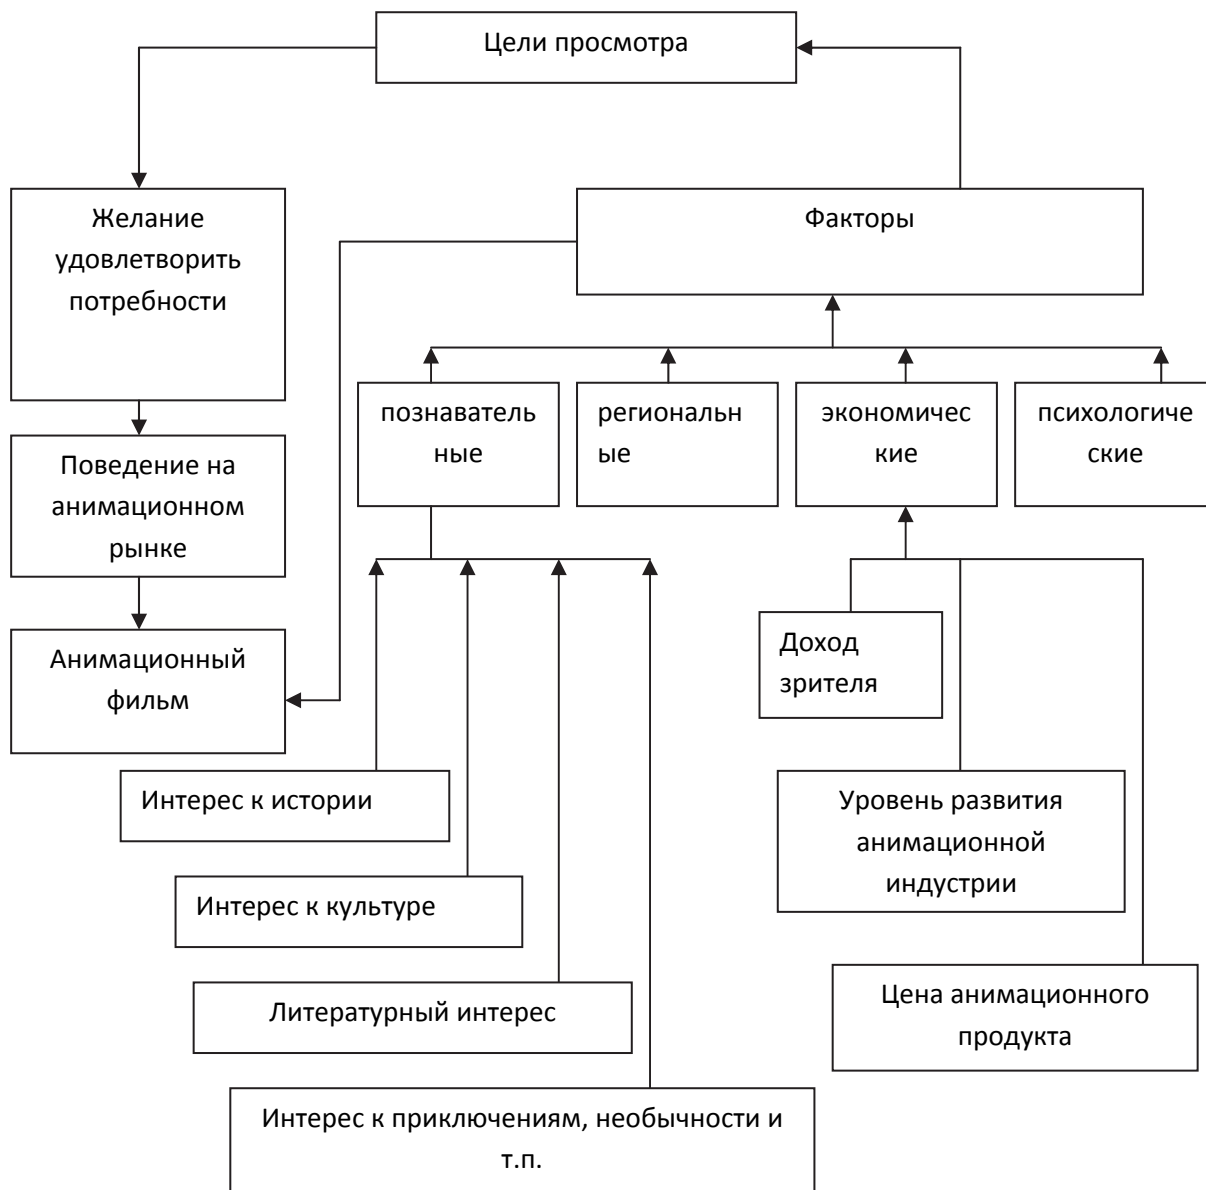 Цели просмотра
Желание
удовлетворить
потребности
Факторы
познаватель
ные
региональн
ые
экономичес
кие
психологиче
ские
Поведение на
анимационном
рынке
Анимационный
фильм
Доход
зрителя
Интерес к истории
Уровень развития
анимационной
индустрии
Интерес к культуре
Литературный интерес
Цена анимационного
продукта
Интерес к приключениям, необычности и
т.п.